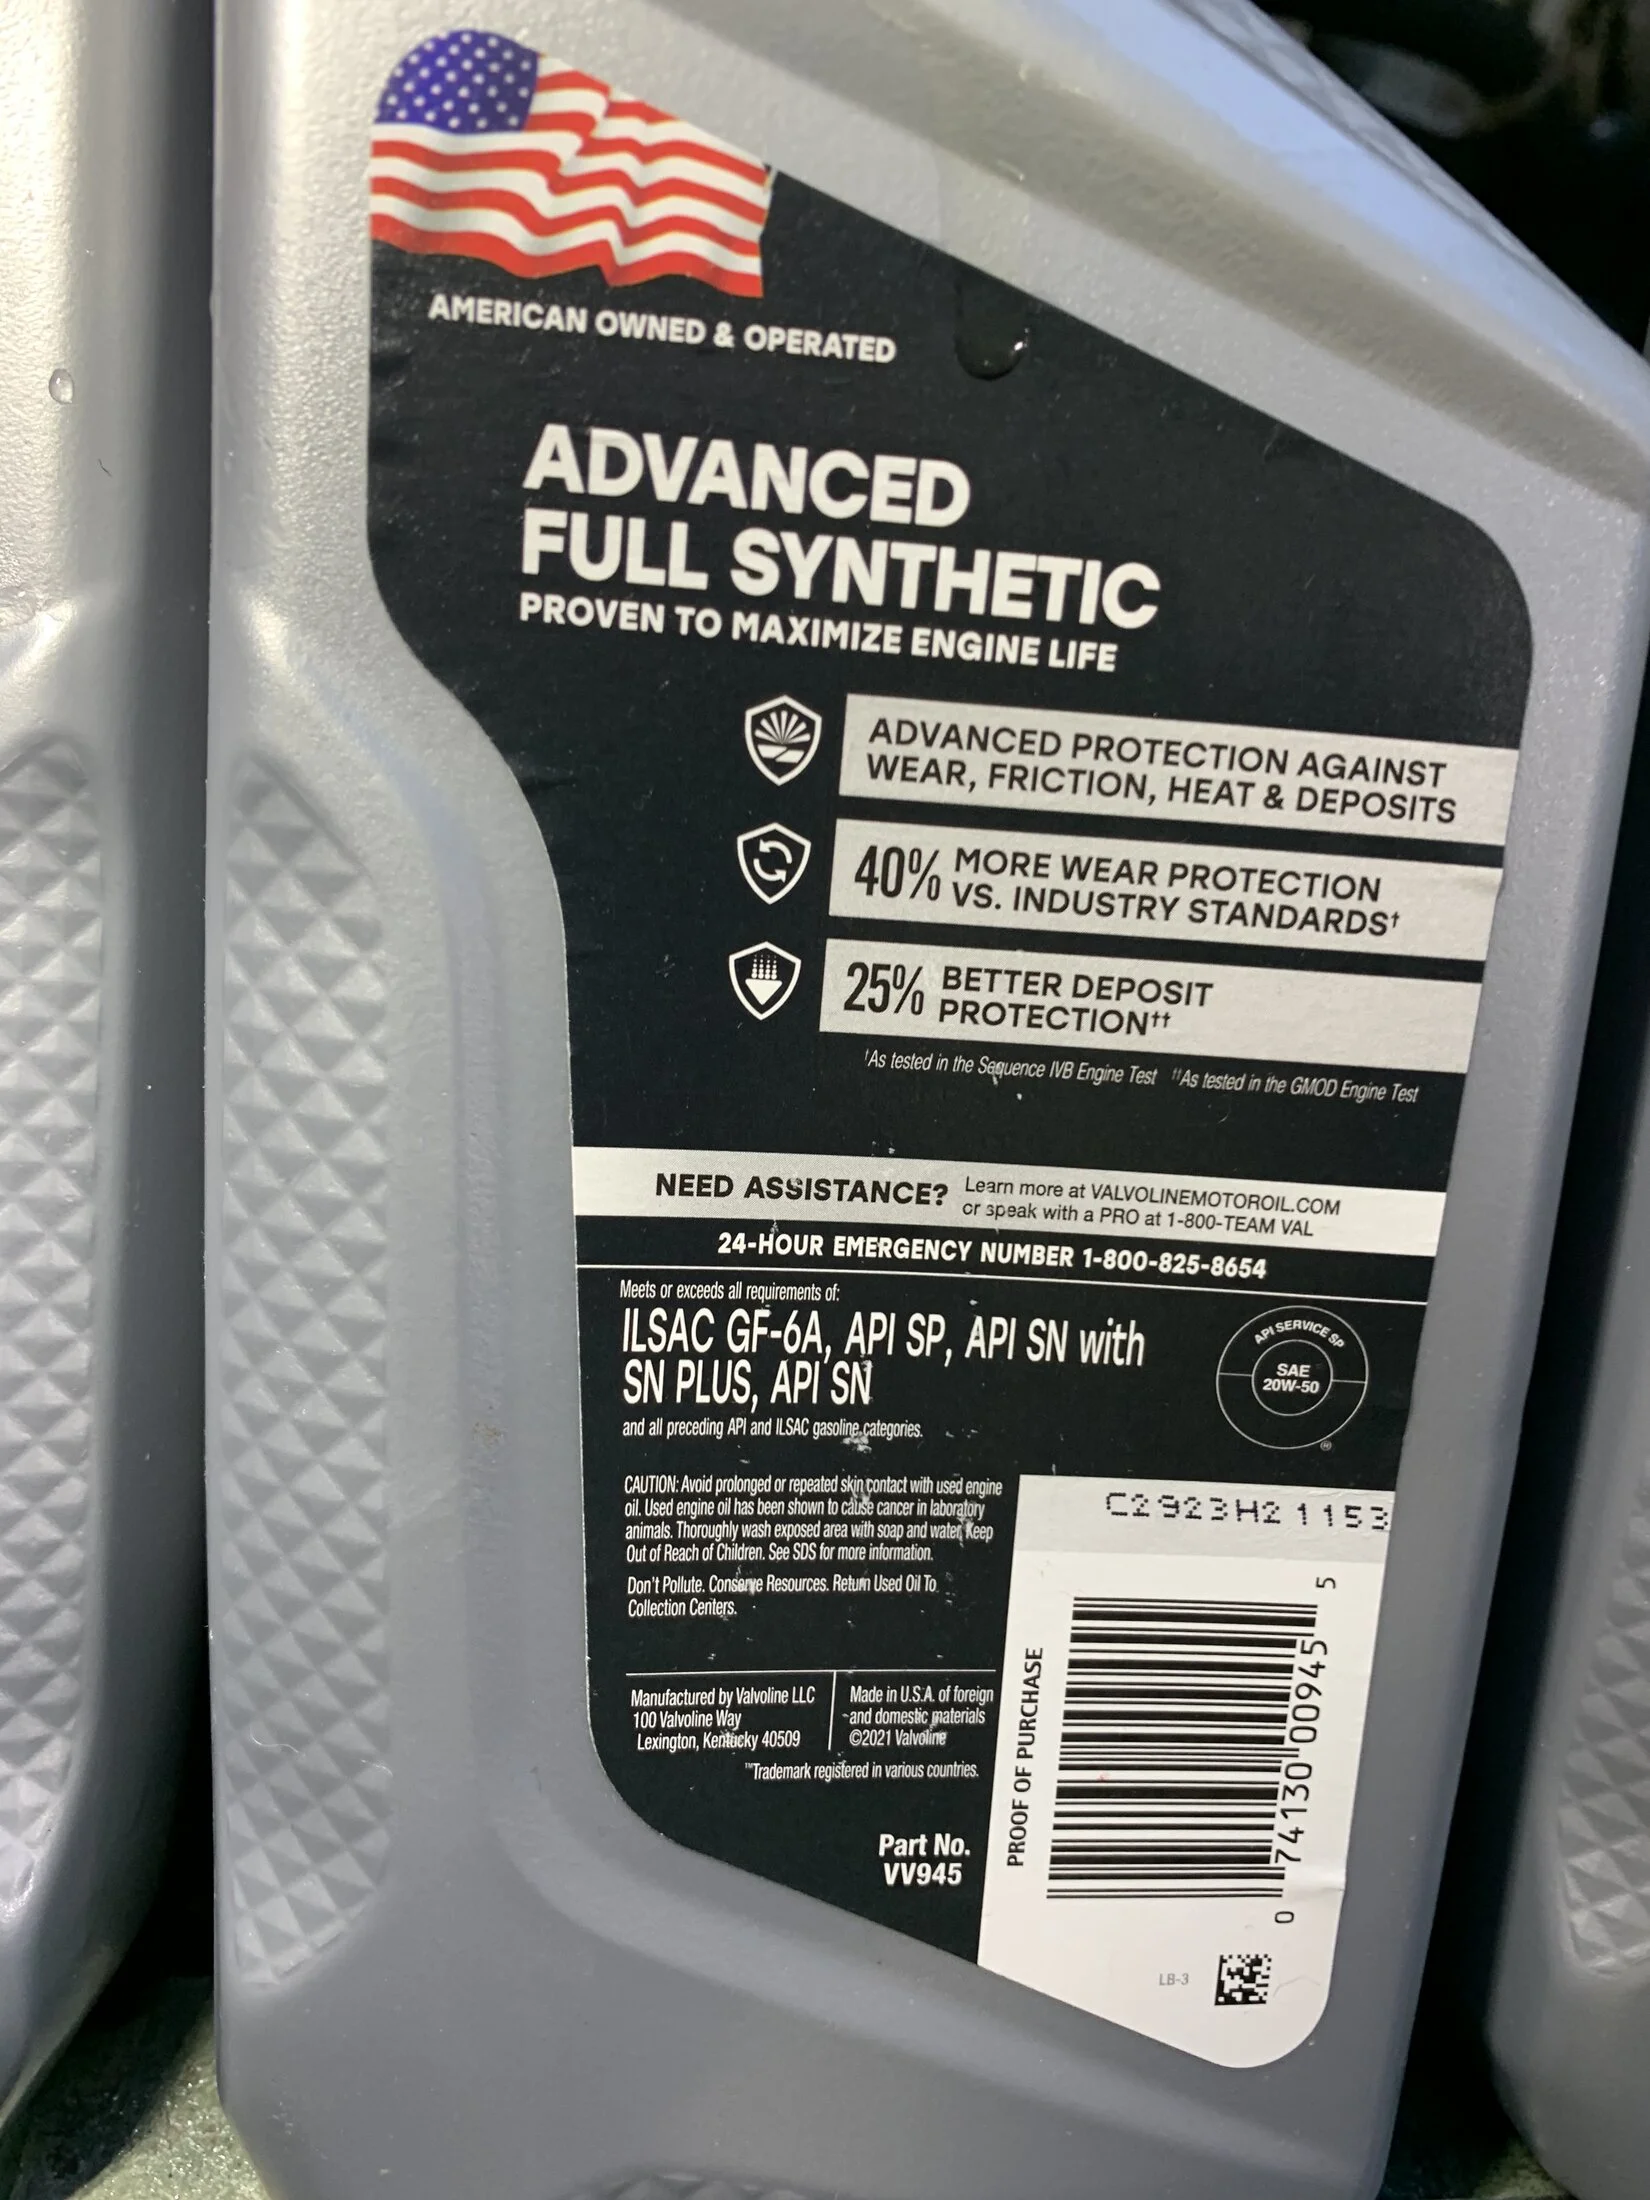 AMERICAN OWNED & OPERATED
ADVANCED
FULL SYNTHETIC
PROVEN TO MAXIMIZE ENGINE LIFE
ADVANCED PROTECTION AGAINST
WEAR, FRICTION, HEAT & DEPOSITS
40% MORE WEAR PROTECTION
VS. INDUSTRY STANDARDS†
25% BETTER DEPOSIT
PROTECTION††
†As tested in the Sequence IVB Engine Test ††As tested in the GMOD Engine Test
NEED ASSISTANCE? Learn more at VALVOLINEMOTOROIL.COM
or speak with a PRO at 1-800-TEAM VAL
24-HOUR EMERGENCY NUMBER 1-800-825-8654
Meets or exceeds all requirements of:
ILSAC GF-6A, API SP, API SN with
SN PLUS, API SN
and all preceding API and ILSAC gasoline categories.
API SERVICE SP
SAE
20W-50
®
CAUTION: Avoid prolonged or repeated skin contact with used engine
oil. Used engine oil has been shown to cause cancer in laboratory
animals. Thoroughly wash exposed area with soap and water. Keep
Out of Reach of Children. See SDS for more information.
Don't Pollute. Conserve Resources. Return Used Oil To
Collection Centers.
Manufactured by Valvoline LLC
100 Valvoline Way
Lexington, Kentucky 40509
Made in U.S.A. of foreign
and domestic materials
©2021 Valvoline
™Trademark registered in various countries.
Part No.
VV945
C2923H21153
PROOF OF PURCHASE
0 74130 00945 5
LB-3